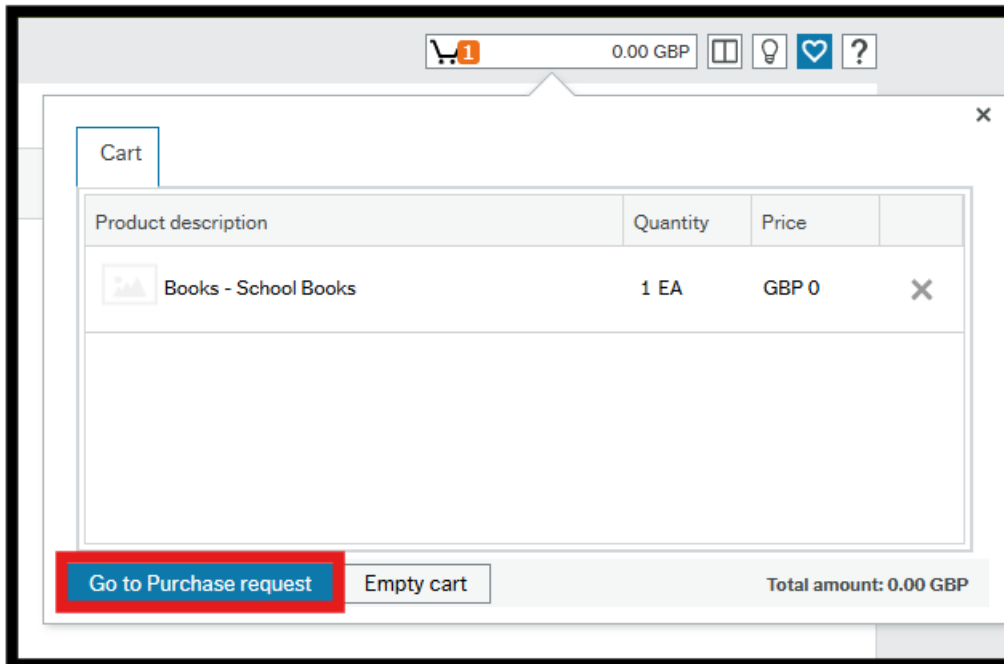 1 0.00 GBP ?
Cart
Product description Quantity Price
Books - School Books 1 EA GBP 0
Go to Purchase request Empty cart Total amount: 0.00 GBP